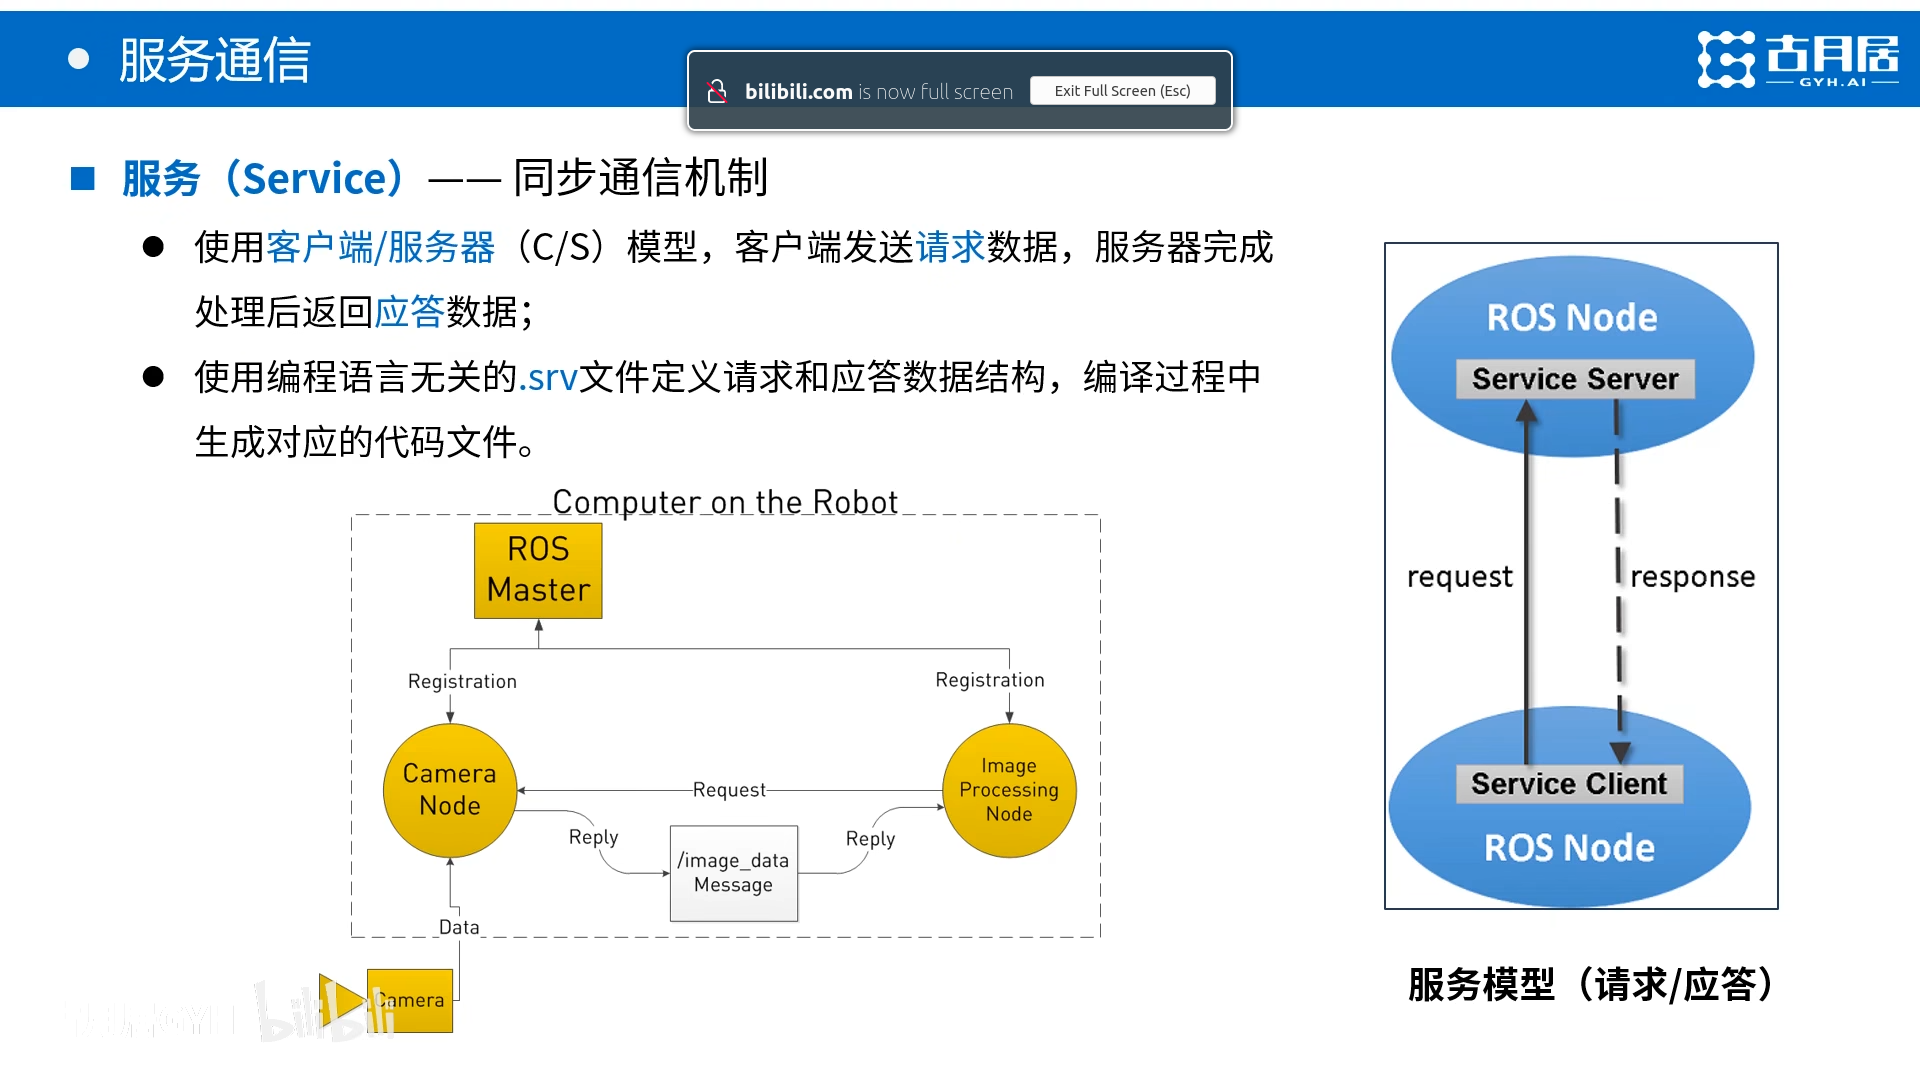 服务通信
bilibili.com is now full screen
Exit Full Screen (Esc)
古月居
GYH.AI
服务（Service）—— 同步通信机制
使用客户端/服务器（C/S）模型，客户端发送请求数据，服务器完成
处理后返回应答数据；
使用编程语言无关的.srv文件定义请求和应答数据结构，编译过程中
生成对应的代码文件。
Computer on the Robot
ROS
Master
Registration
Registration
Camera
Node
Request
Image
Processing
Node
Reply
Reply
/image_data
Message
Data
Camera
bilibili
ROS Node
Service Server
request
response
Service Client
ROS Node
服务模型（请求/应答）